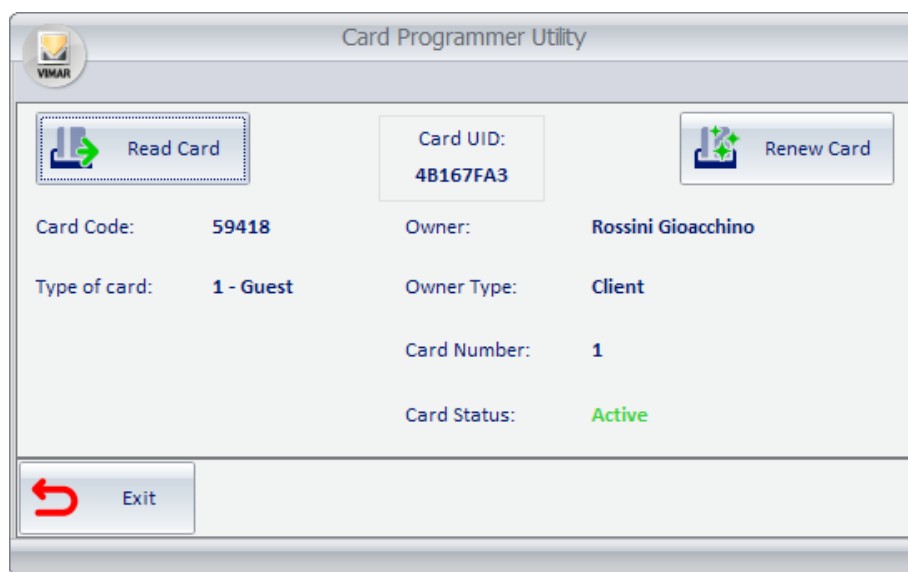 Card Programmer Utility
VIMAR
Read Card
Card UID:
4B167FA3
Renew Card
Card Code: 59418 Owner: Rossini Gioacchino
Type of card: 1 - Guest Owner Type: Client
Card Number: 1
Card Status: Active
Exit